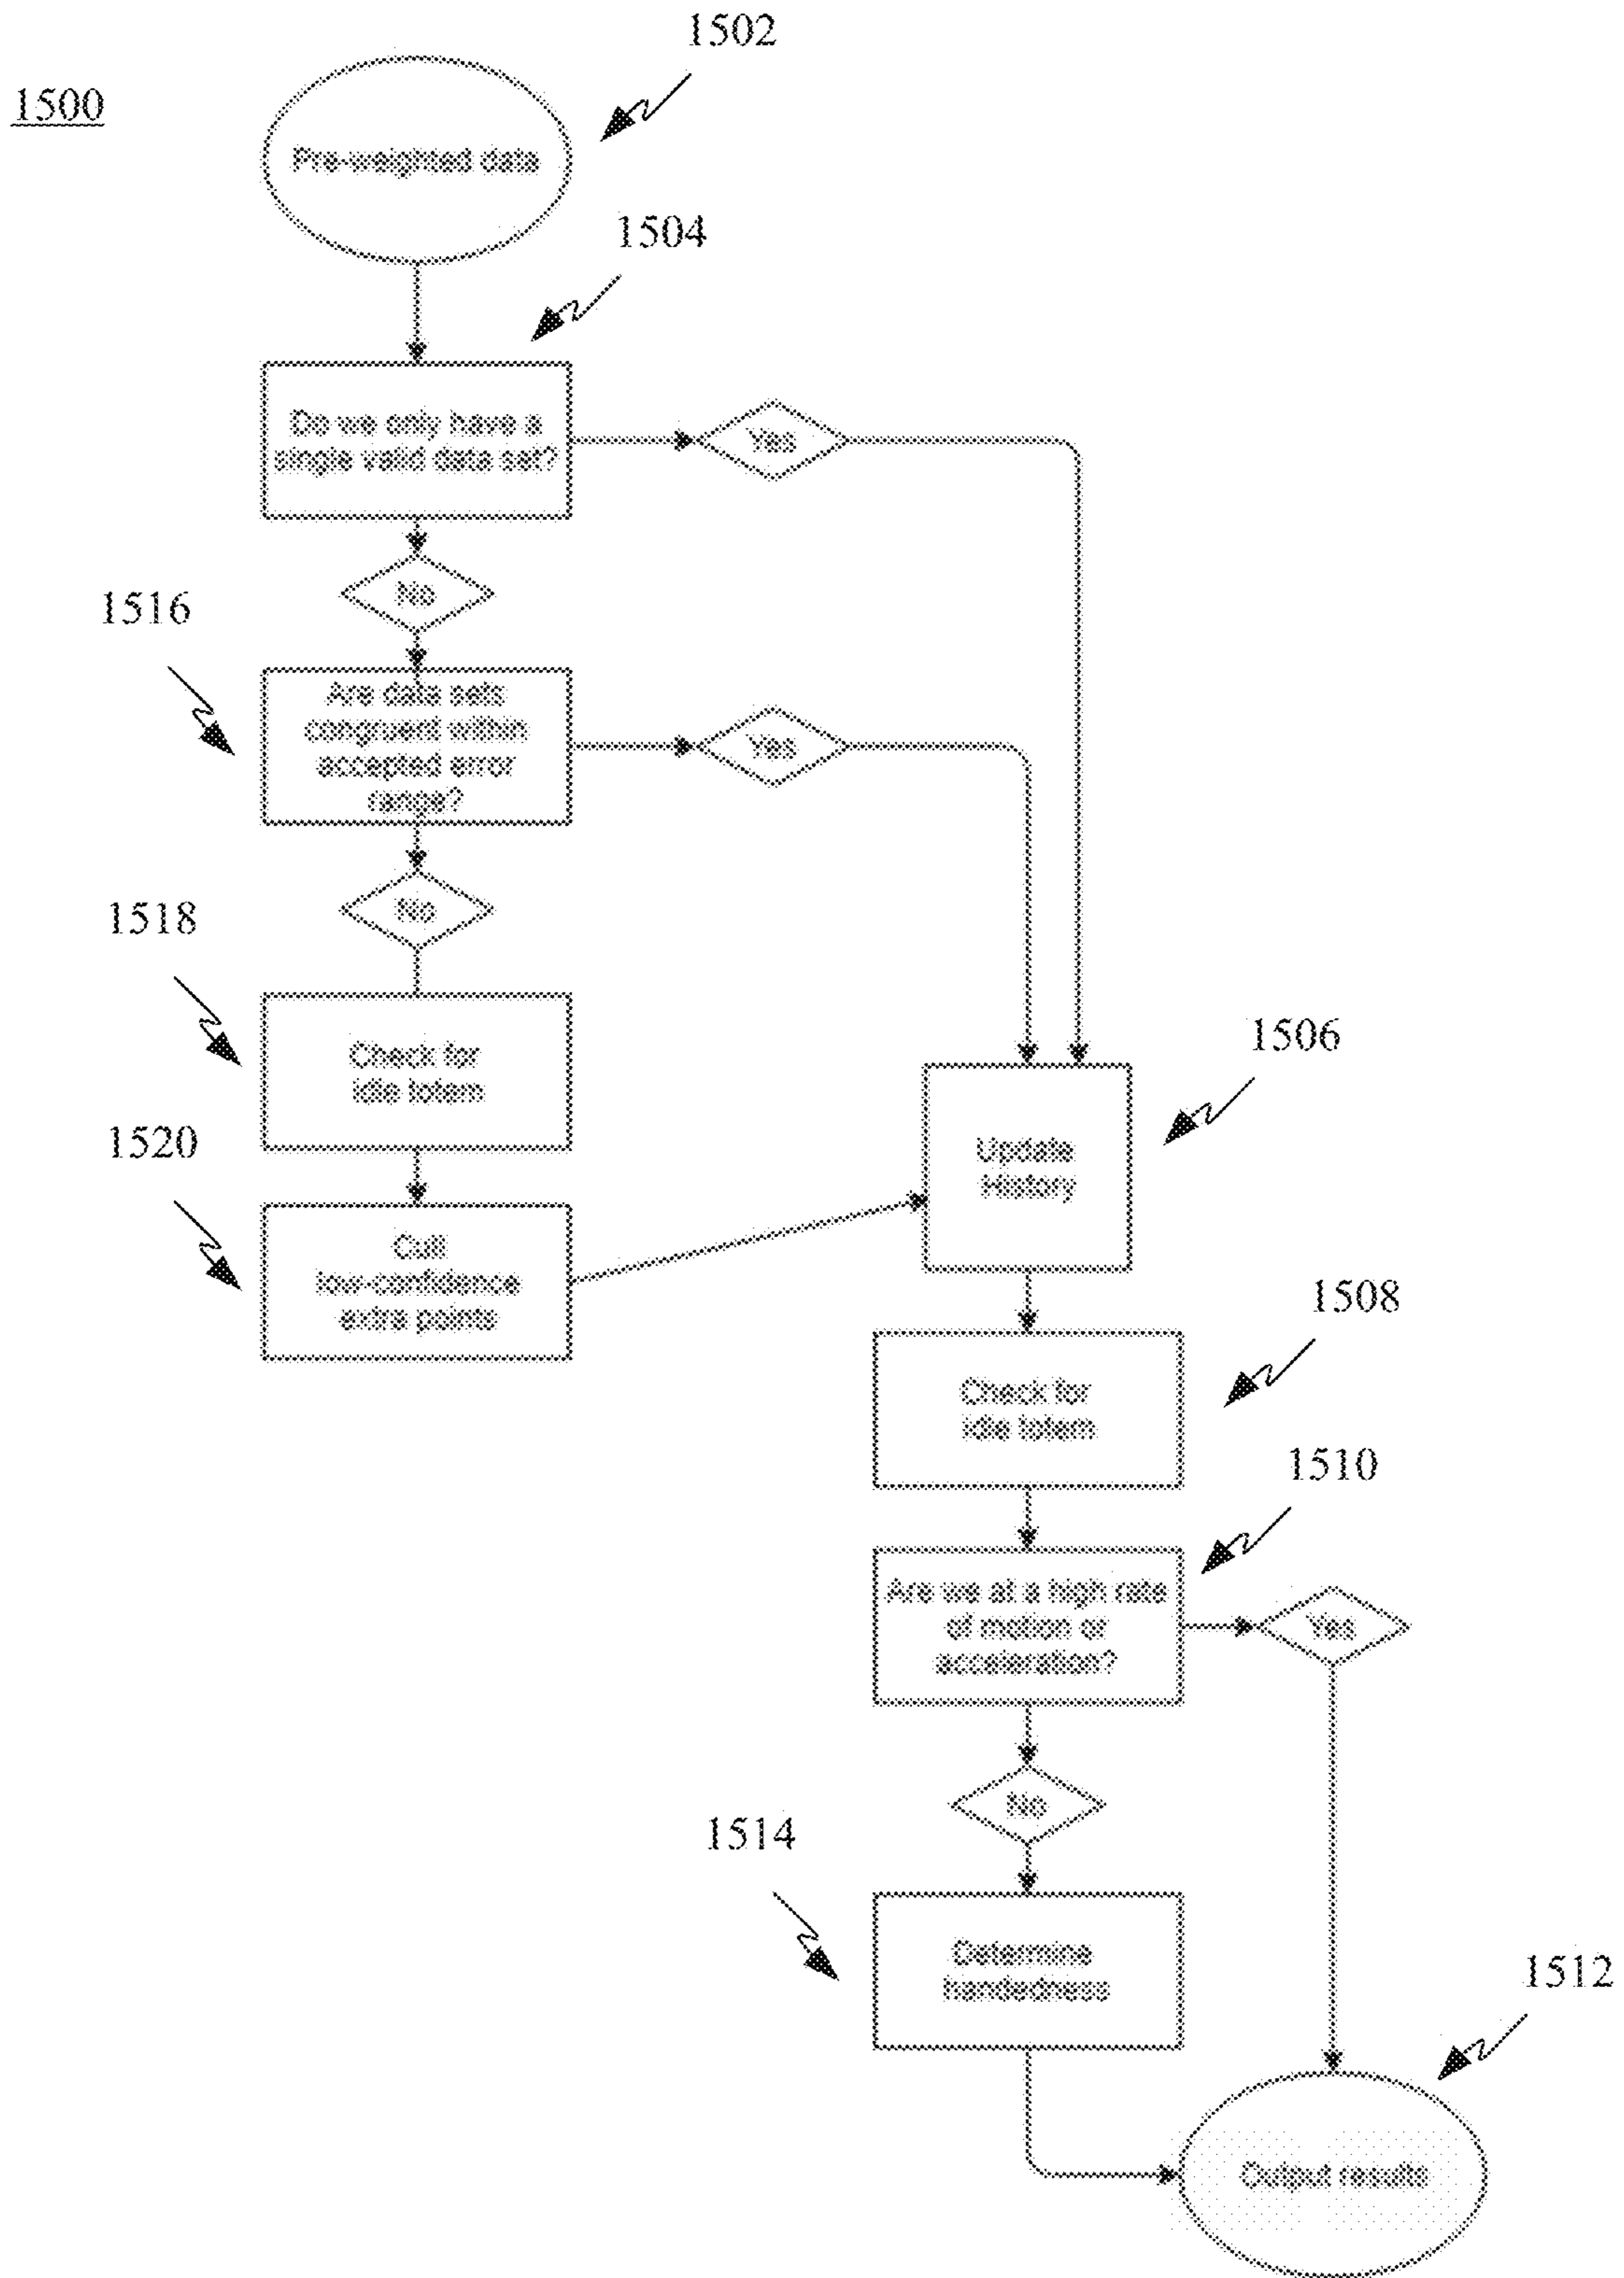 1500
1502
Pre-weighted data
1504
Do we only have a
single valid data set?
Yes
No
1516
Are data sets
congruent within
accepted error
range?
Yes
No
1518
Check for
idle totem
1520
Cull
low-confidence
extra points
1506
Update
History
1508
Check for
idle totem
1510
Are we at a high rate
of motion or
acceleration?
Yes
No
1514
Determine
handedness
1512
Output results